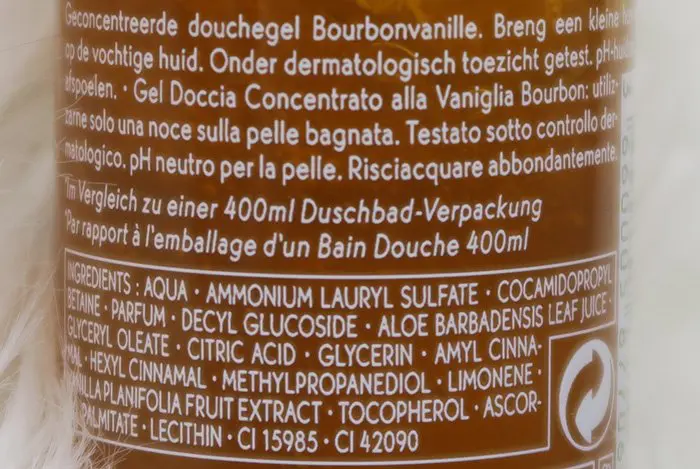 Geconcentreerde douchegel Bourbonvanille. Breng een kleine
op de vochtige huid. Onder dermatologisch toezicht getest.
afspoelen. · Gel Doccia Concentrato alla Vaniglia Bourbon: utiliz-
zarne solo una noce sulla pelle bagnata. Testato sotto controllo der-
matologico. pH neutro per la pelle. Risciacquare abbondantemente.
*Im Vergleich zu einer 400ml Duschbad-Verpackung
*Par rapport à l'emballage d'un Bain Douche 400ml
INGREDIENTS : AQUA · AMMONIUM LAURYL SULFATE · COCAMIDOPROPYL
BETAINE · PARFUM · DECYL GLUCOSIDE · ALOE BARBADENSIS LEAF JUICE ·
GLYCERYL OLEATE · CITRIC ACID · GLYCERIN · AMYL CINNA-
MAL · HEXYL CINNAMAL · METHYLPROPANEDIOL · LIMONENE ·
PLANIFOLIA FRUIT EXTRACT · TOCOPHEROL · ASCOR-
PALMITATE · LECITHIN · CI 15985 · CI 42090